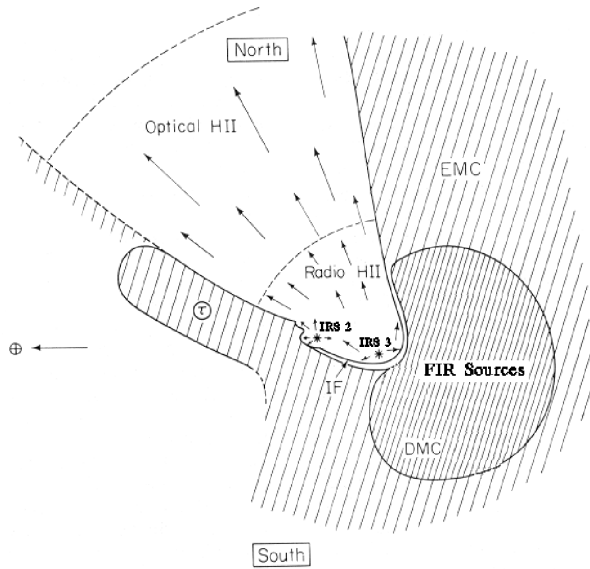 North
Optical HII
EMC
Radio HII
τ
IRS 2
IRS 3
IF
FIR Sources
DMC
South